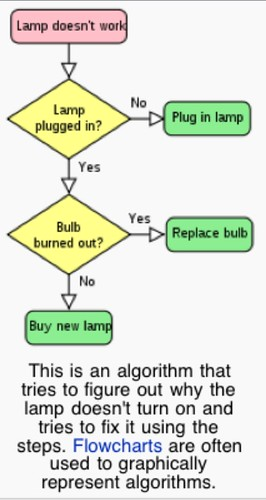 Lamp doesn't work
Lamp
plugged in?
No
Plug in lamp
Yes
Bulb
burned out?
Yes
Replace bulb
No
Buy new lamp
This is an algorithm that
tries to figure out why the
lamp doesn't turn on and
tries to fix it using the
steps. Flowcharts are often
used to graphically
represent algorithms.